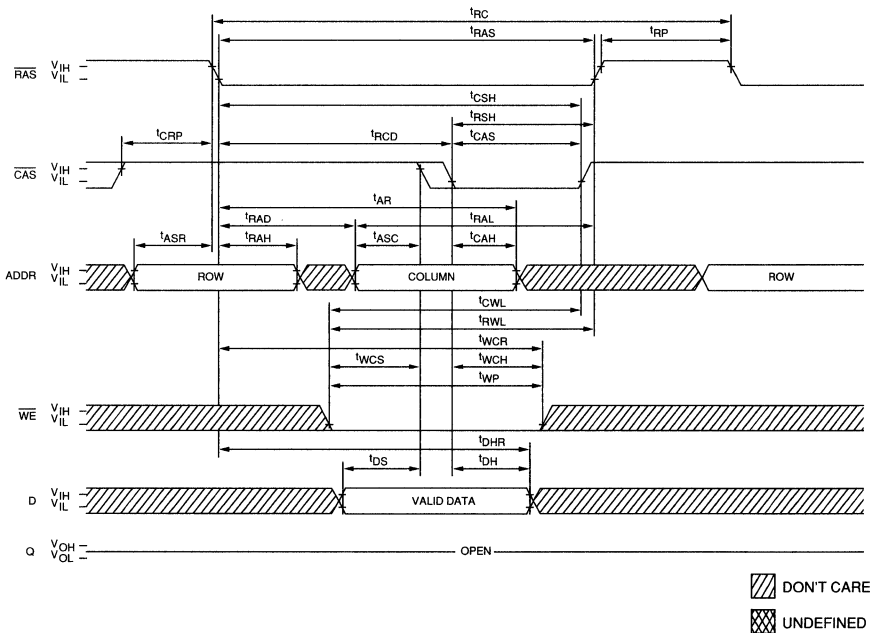 tRC
tRAS
tRP
RAS VIH
VIL
tCSH
tRSH
tCRP
tRCD
tCAS
CAS VIH
VIL
tAR
tRAD
tRAL
tASR
tRAH
tASC
tCAH
ADDR VIH
VIL
ROW
COLUMN
ROW
tCWL
tRWL
tWCR
tWCS
tWCH
tWP
WE VIH
VIL
tDHR
tDS
tDH
D VIH
VIL
VALID DATA
Q VOH
VOL
OPEN
DON'T CARE
UNDEFINED